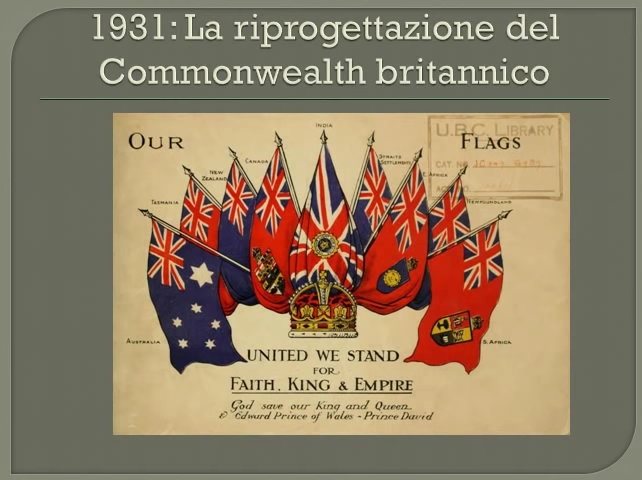 1931: La riprogettazione del
Commonwealth britannico
OUR
INDIA
FLAGS
U.B.C. LIBRARY
CAT NO.
CANADA
STRAITS
SETTLEMENTS
NEW
ZEALAND
E. AFRICA
TASMANIA
NEWFOUNDLAND
AUSTRALIA
S. AFRICA
UNITED WE STAND
FOR
FAITH, KING & EMPIRE
God save our King and Queen
& Edward Prince of Wales - Prince David